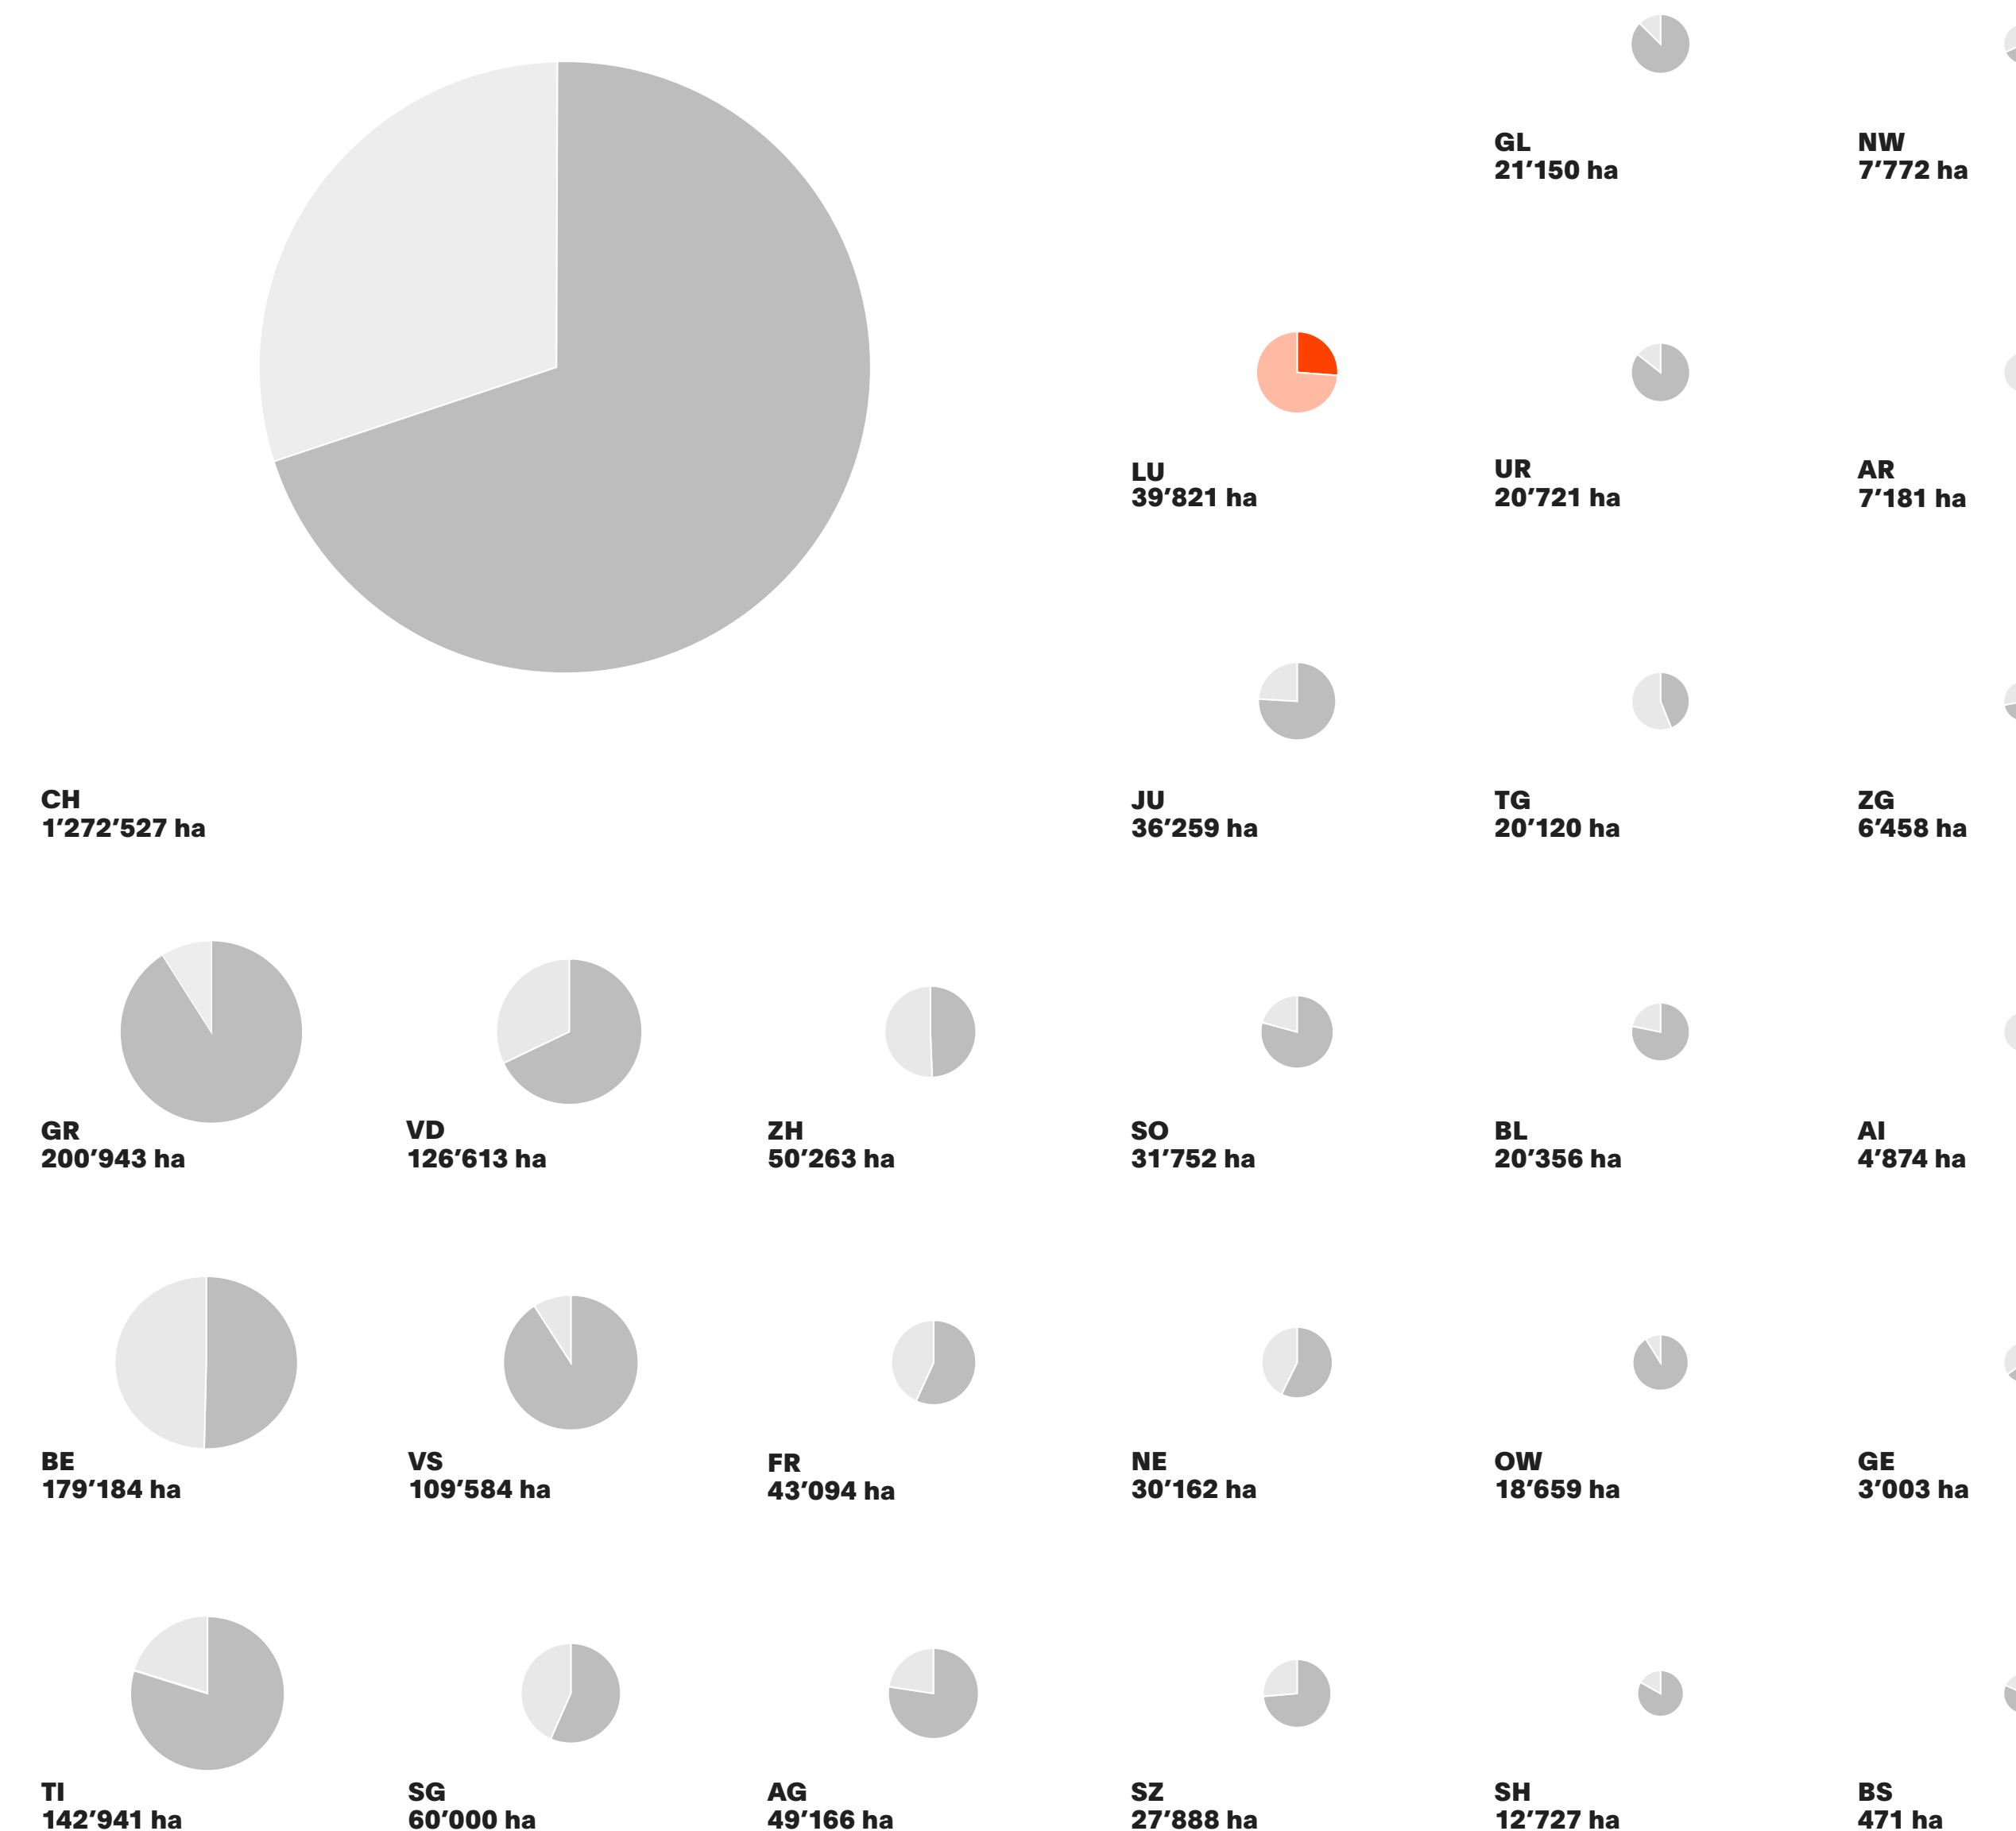 GL
21’150 ha
NW
7’772 ha
LU
39’821 ha
UR
20’721 ha
AR
7’181 ha
CH
1’272’527 ha
JU
36’259 ha
TG
20’120 ha
ZG
6’458 ha
GR
200’943 ha
VD
126’613 ha
ZH
50’263 ha
SO
31’752 ha
BL
20’356 ha
AI
4’874 ha
BE
179’184 ha
VS
109’584 ha
FR
43’094 ha
NE
30’162 ha
OW
18’659 ha
GE
3’003 ha
TI
142’941 ha
SG
60’000 ha
AG
49’166 ha
SZ
27’888 ha
SH
12’727 ha
BS
471 ha